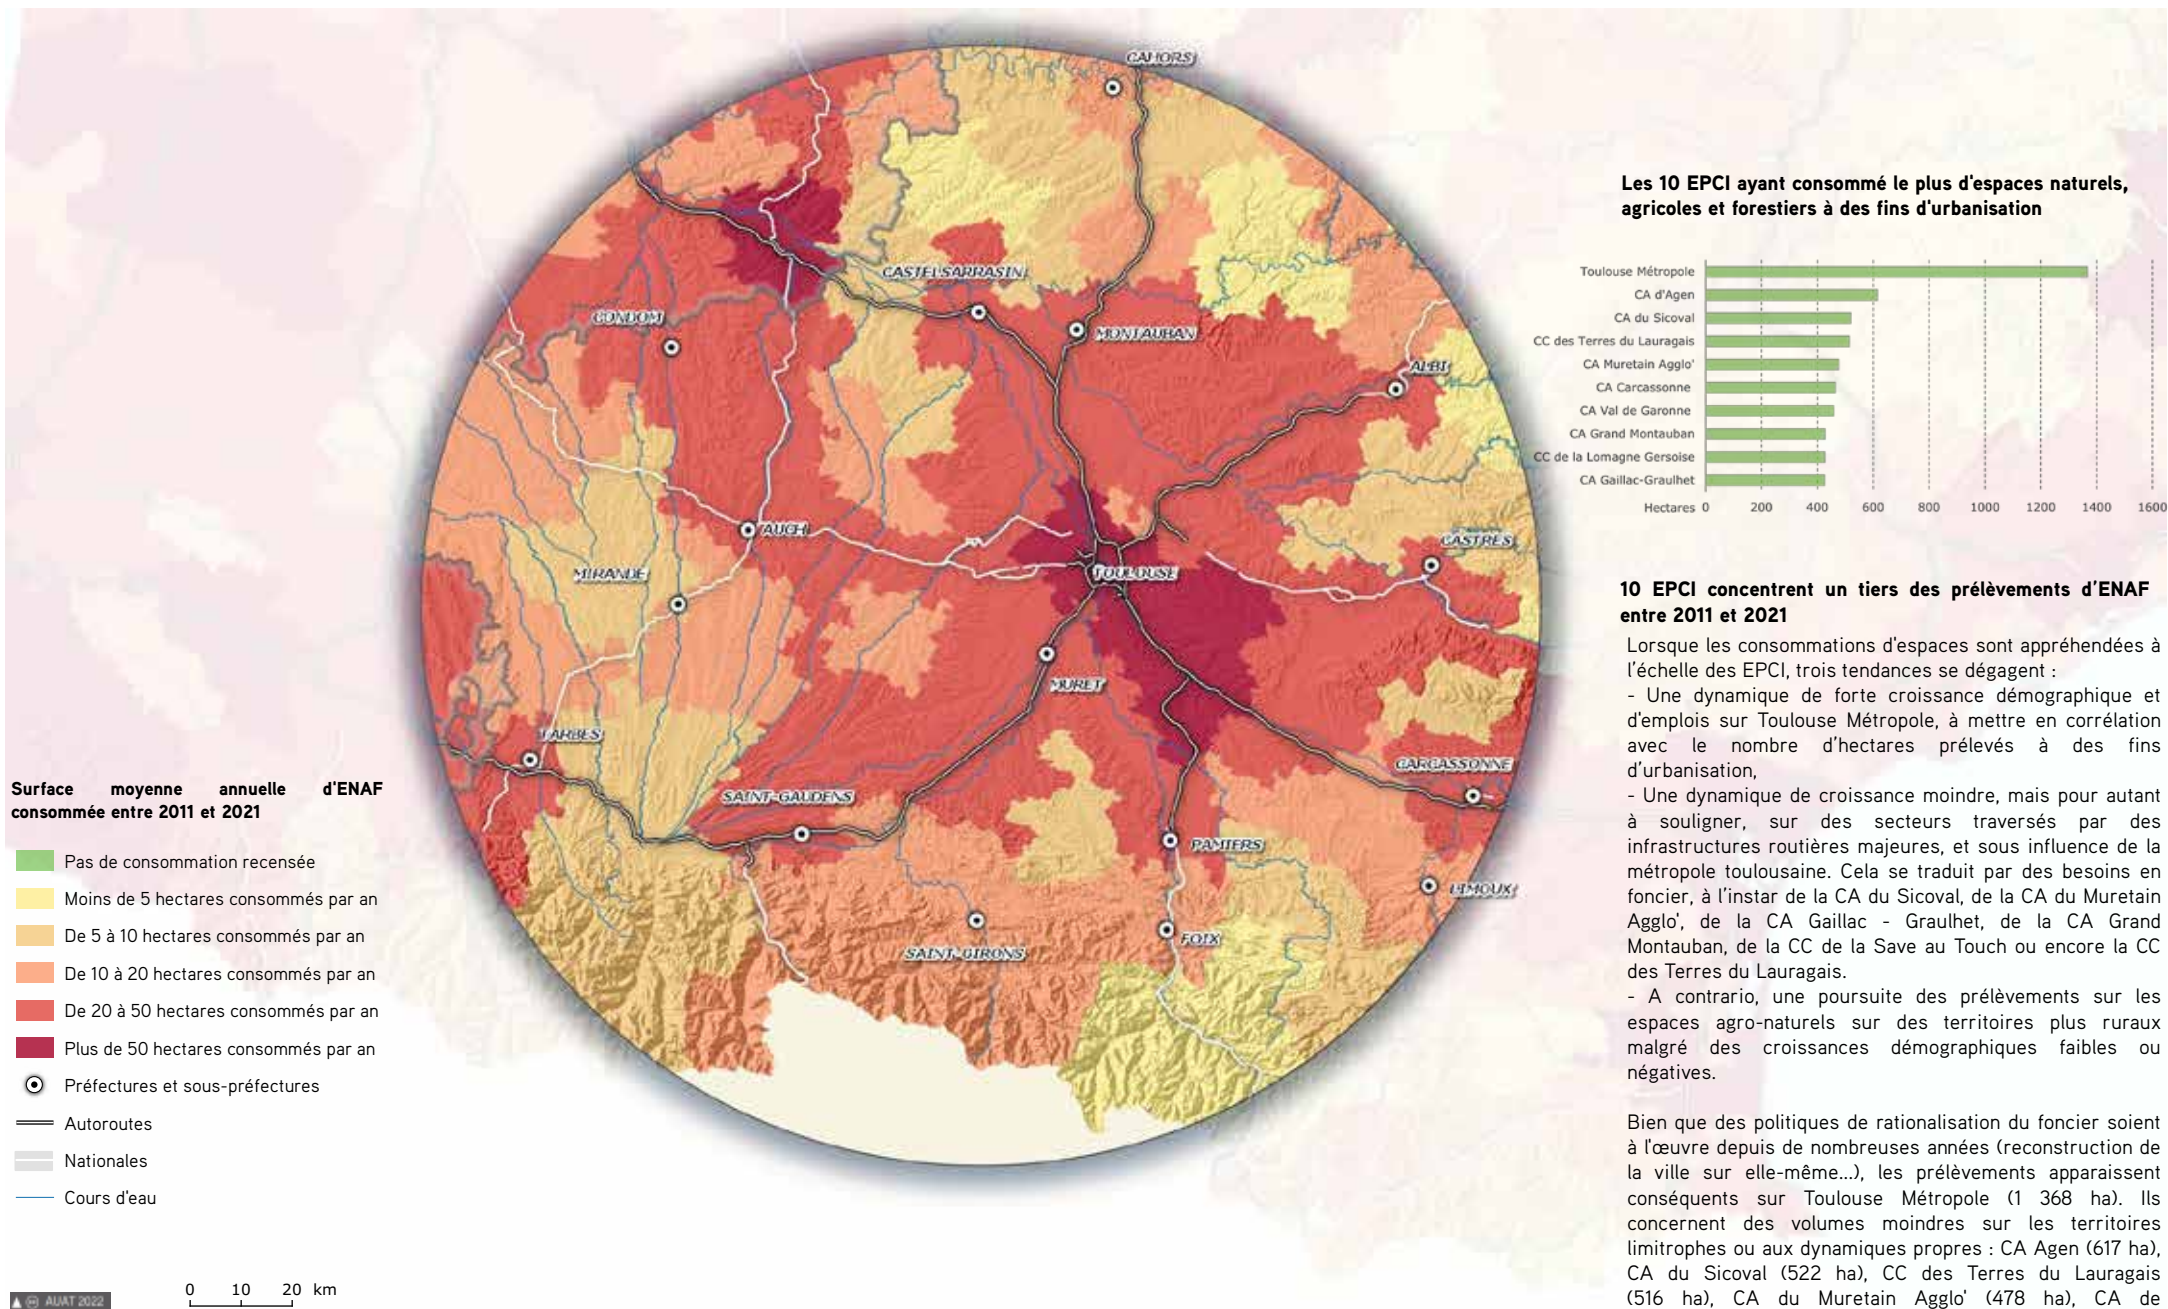 CAHORS
CASTELSARRASIN
CONDOM
MONTAUBAN
ALBI
AUCH
CASTRES
MIRANDE
TOULOUSE
MURET
TARBES
CARCASSONNE
SAINT-GAUDENS
PAMIERS
LIMOUX
FOIX
SAINT-GIRONS
Surface moyenne annuelle d'ENAF
consommée entre 2011 et 2021
Pas de consommation recensée
Moins de 5 hectares consommés par an
De 5 à 10 hectares consommés par an
De 10 à 20 hectares consommés par an
De 20 à 50 hectares consommés par an
Plus de 50 hectares consommés par an
Préfectures et sous-préfectures
Autoroutes
Nationales
Cours d'eau
0 10 20 km
AUAT 2022
Les 10 EPCI ayant consommé le plus d'espaces naturels,
agricoles et forestiers à des fins d'urbanisation
Toulouse Métropole
CA d'Agen
CA du Sicoval
CC des Terres du Lauragais
CA Muretain Agglo'
CA Carcassonne
CA Val de Garonne
CA Grand Montauban
CC de la Lomagne Gersoise
CA Gaillac-Graulhet
Hectares 0 200 400 600 800 1000 1200 1400 1600
10 EPCI concentrent un tiers des prélèvements d'ENAF
entre 2011 et 2021
Lorsque les consommations d'espaces sont appréhendées à
l'échelle des EPCI, trois tendances se dégagent :
- Une dynamique de forte croissance démographique et
d'emplois sur Toulouse Métropole, à mettre en corrélation
avec le nombre d'hectares prélevés à des fins
d'urbanisation,
- Une dynamique de croissance moindre, mais pour autant
à souligner, sur des secteurs traversés par des
infrastructures routières majeures, et sous influence de la
métropole toulousaine. Cela se traduit par des besoins en
foncier, à l'instar de la CA du Sicoval, de la CA du Muretain
Agglo', de la CA Gaillac - Graulhet, de la CA Grand
Montauban, de la CC de la Save au Touch ou encore la CC
des Terres du Lauragais.
- A contrario, une poursuite des prélèvements sur les
espaces agro-naturels sur des territoires plus ruraux
malgré des croissances démographiques faibles ou
négatives.
Bien que des politiques de rationalisation du foncier soient
à l'œuvre depuis de nombreuses années (reconstruction de
la ville sur elle-même...), les prélèvements apparaissent
conséquents sur Toulouse Métropole (1 368 ha). Ils
concernent des volumes moindres sur les territoires
limitrophes ou aux dynamiques propres : CA Agen (617 ha),
CA du Sicoval (522 ha), CC des Terres du Lauragais
(516 ha), CA du Muretain Agglo' (478 ha), CA de